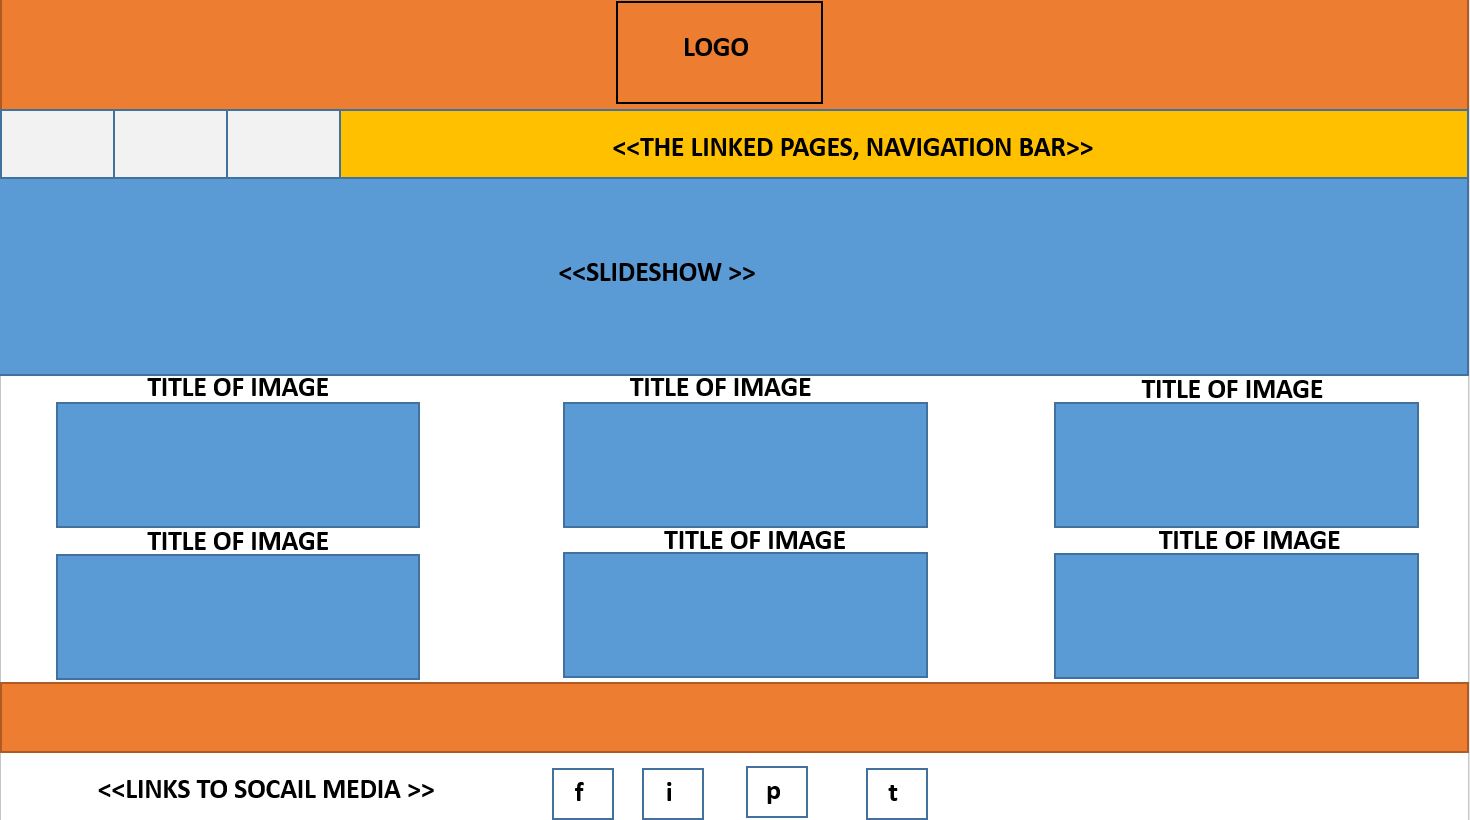 LOGO
<<THE LINKED PAGES, NAVIGATION BAR>>
<<SLIDESHOW >>
TITLE OF IMAGE
TITLE OF IMAGE
TITLE OF IMAGE
TITLE OF IMAGE
TITLE OF IMAGE
TITLE OF IMAGE
<<LINKS TO SOCAIL MEDIA >>
f
i
p
t